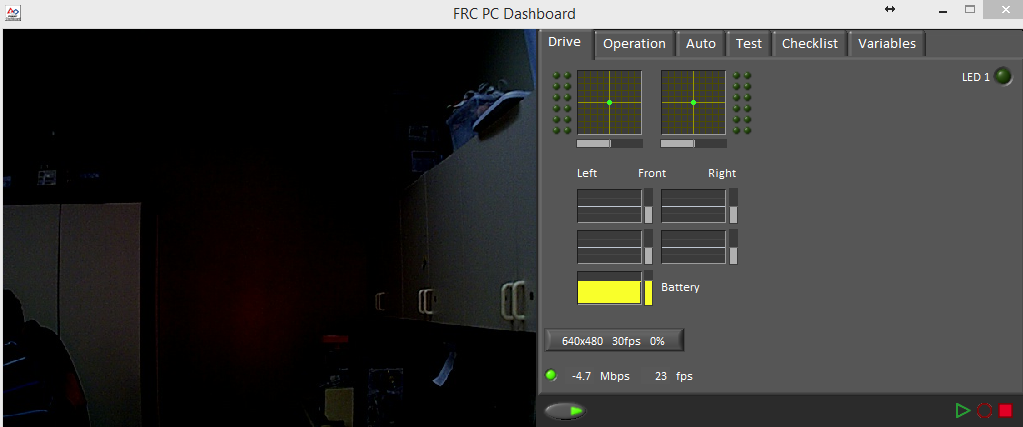 FRC PC Dashboard
Drive Operation Auto Test Checklist Variables
LED 1
Left Front Right
Battery
640x480 30fps 0%
-4.7 Mbps 23 fps